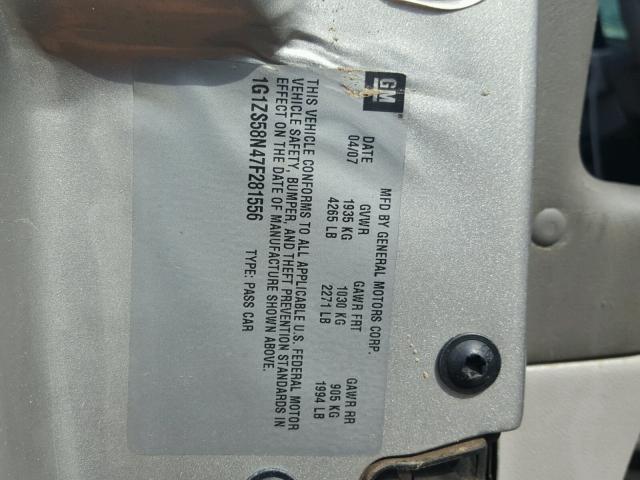 GM
MFD BY GENERAL MOTORS CORP.
DATE GVWR GAWR FRT GAWR RR
04/07 1935 KG 1030 KG 905 KG
4265 LB 2271 LB 1994 LB
THIS VEHICLE CONFORMS TO ALL APPLICABLE U.S. FEDERAL MOTOR
VEHICLE SAFETY, BUMPER, AND THEFT PREVENTION STANDARDS IN
EFFECT ON THE DATE OF MANUFACTURE SHOWN ABOVE.
1G1ZS58N47F281556 TYPE: PASS CAR